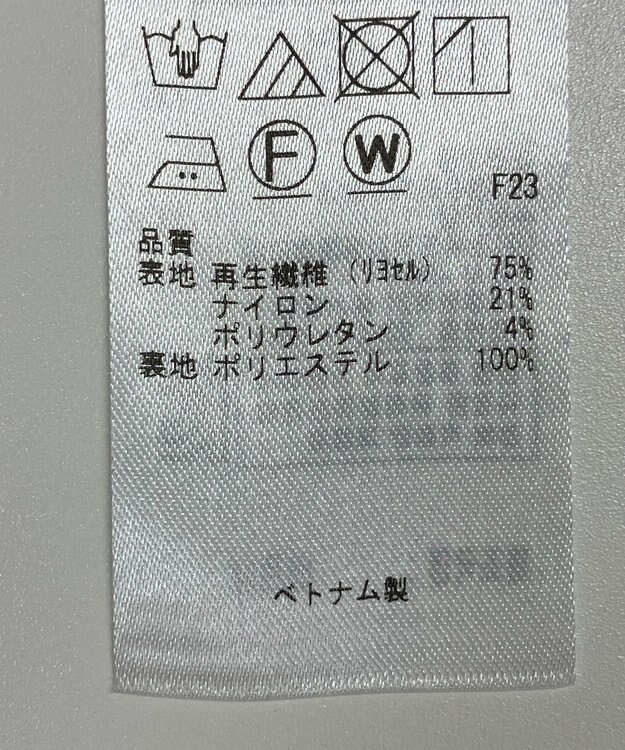 F W
F23
品質
表地 再生繊維 (リヨセル) 75%
ナイロン 21%
ポリウレタン 4%
裏地 ポリエステル 100%
ベトナム製